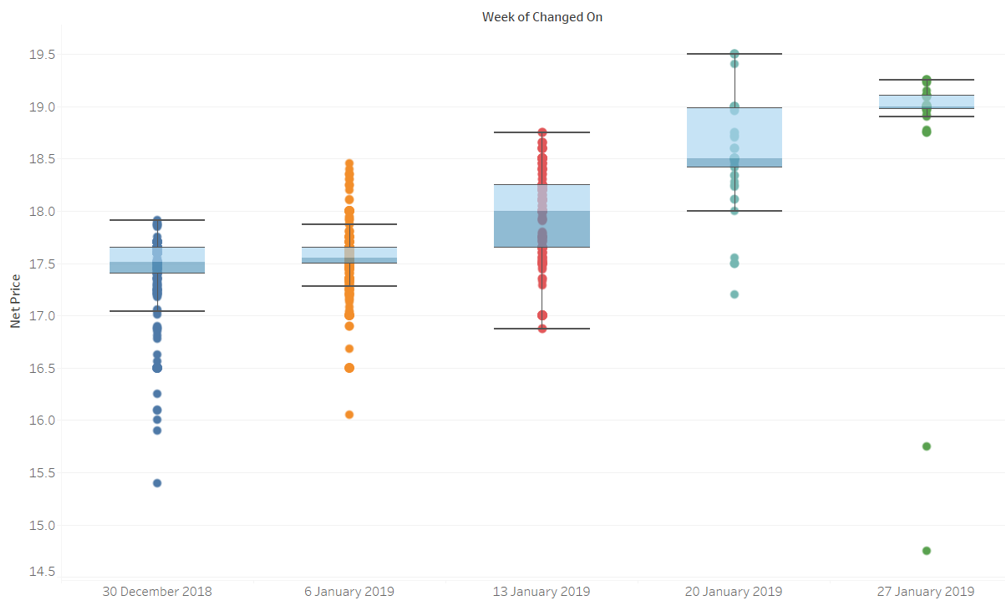 Week of Changed On
19.5
19.0
18.5
18.0
17.5
17.0
16.5
16.0
15.5
15.0
14.5
Net Price
30 December 2018
6 January 2019
13 January 2019
20 January 2019
27 January 2019